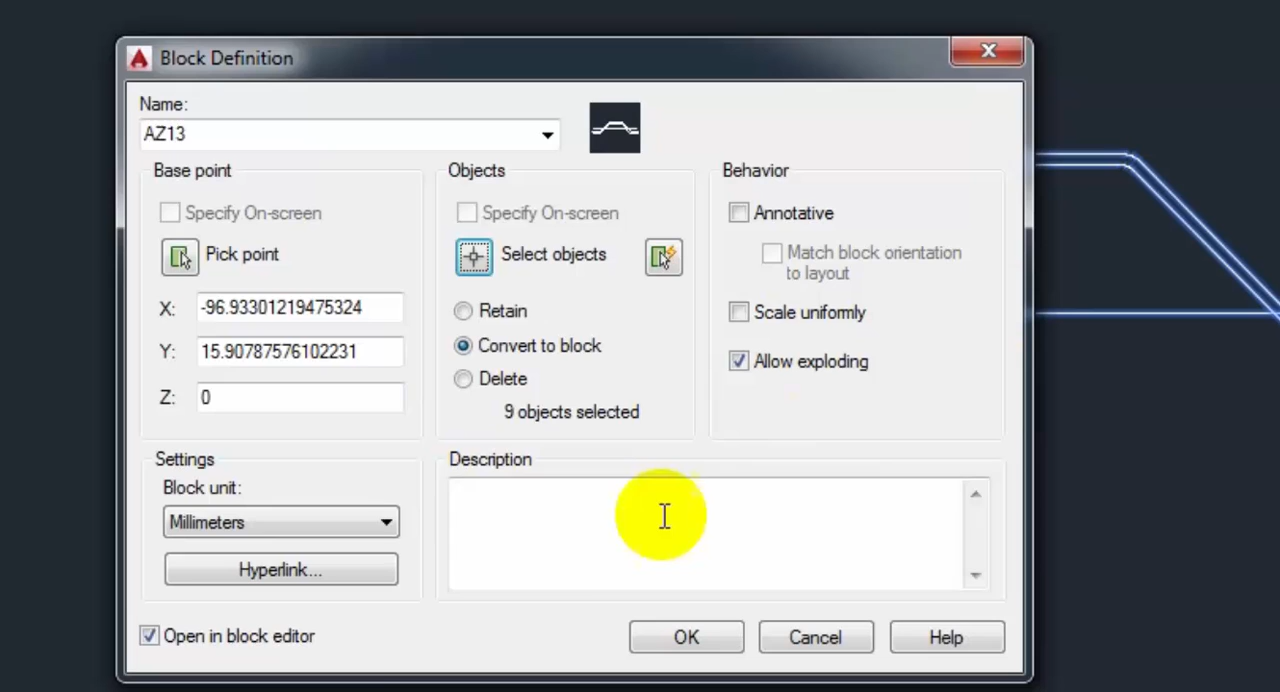 Block Definition
Name:
AZ13
Base point
Specify On-screen
Pick point
X: -96.93301219475324
Y: 15.90787576102231
Z: 0
Objects
Specify On-screen
Select objects
Retain
Convert to block
Delete
9 objects selected
Behavior
Annotative
Match block orientation
to layout
Scale uniformly
Allow exploding
Settings
Block unit:
Millimeters
Hyperlink...
Description
Open in block editor
OK
Cancel
Help